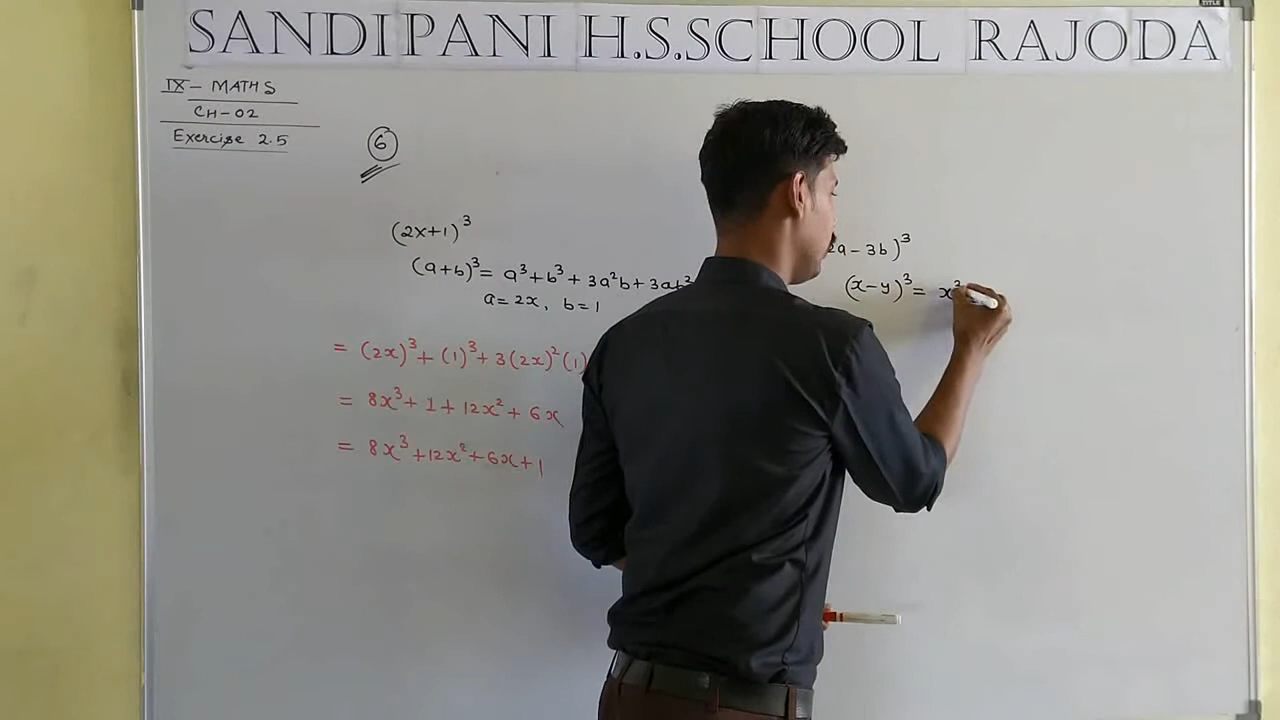 SANDIPANI H.S.SCHOOL RAJODA
IX - MATHS
CH-02
Exercise 2.5
6
(2x+1)³
(a+b)³ = a³+b³+3a²b+3ab²
a=2x, b=1
= (2x)³+(1)³+3(2x)²(1)
= 8x³+1+12x²+6x
= 8x³+12x²+6x+1
2a-3b)³
(x-y)³= x³